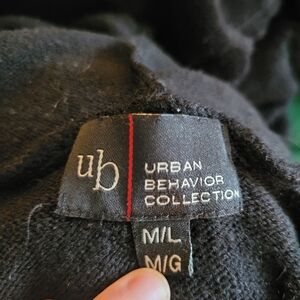 ub
URBAN
BEHAVIOR
COLLECTION
M/L
M/G